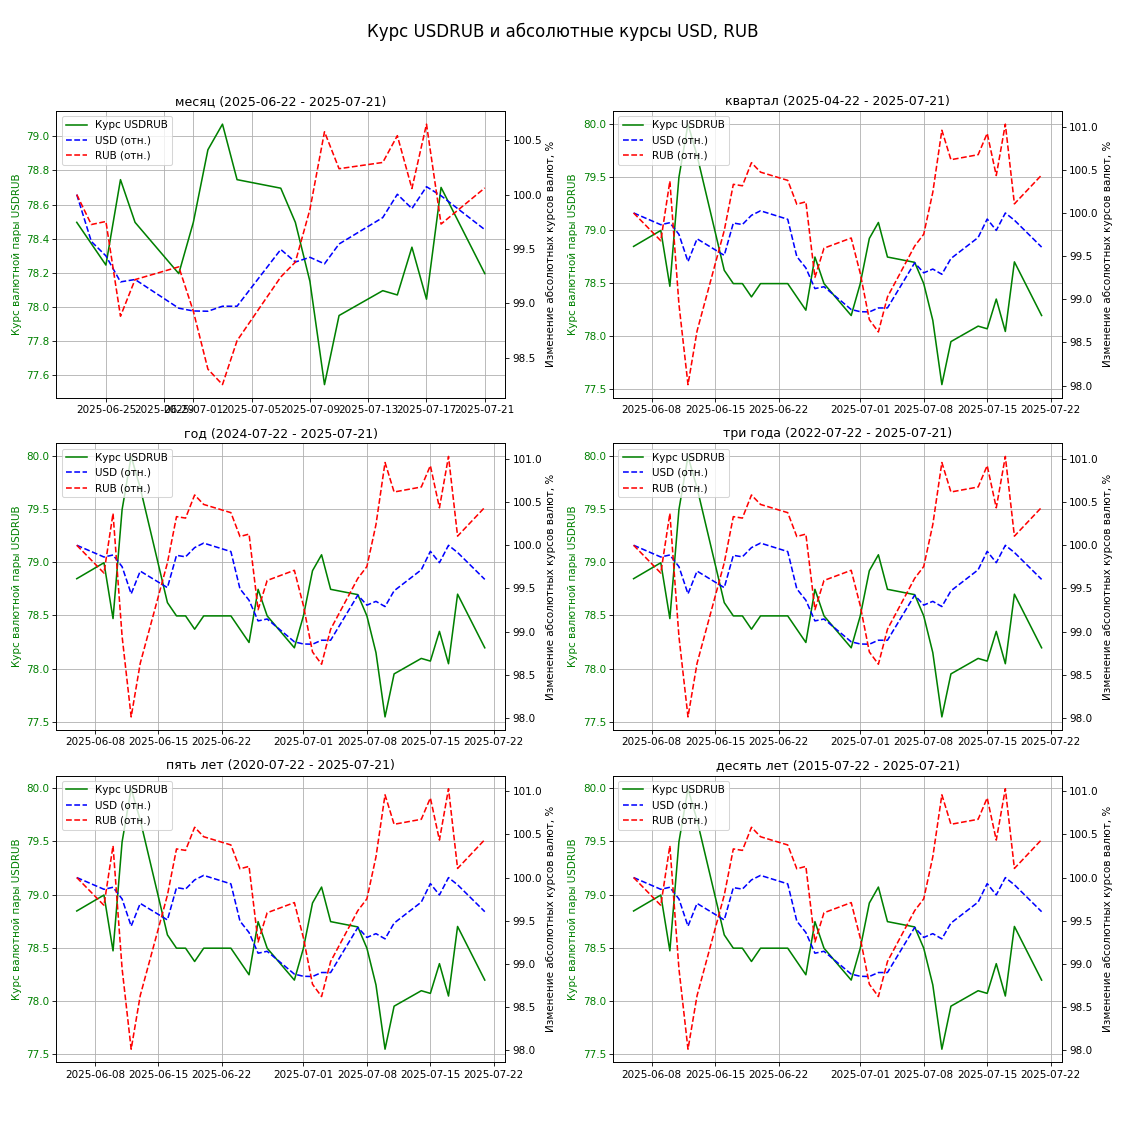 Курс USDRUB и абсолютные курсы USD, RUB
месяц (2025-06-22 - 2025-07-21)
Курс USDRUB
USD (отн.)
RUB (отн.)
Курс валютной пары USDRUB
79.0
78.8
78.6
78.4
78.2
78.0
77.8
77.6
100.5
100.0
99.5
99.0
98.5
Изменение абсолютных курсов валют, %
2025-06-25 2025-06-29 2025-07-01 2025-07-05 2025-07-09 2025-07-13 2025-07-17 2025-07-21
квартал (2025-04-22 - 2025-07-21)
Курс USDRUB
USD (отн.)
RUB (отн.)
Курс валютной пары USDRUB
80.0
79.5
79.0
78.5
78.0
77.5
101.0
100.5
100.0
99.5
99.0
98.5
98.0
Изменение абсолютных курсов валют, %
2025-06-08 2025-06-15 2025-06-22 2025-07-01 2025-07-08 2025-07-15 2025-07-22
год (2024-07-22 - 2025-07-21)
Курс USDRUB
USD (отн.)
RUB (отн.)
Курс валютной пары USDRUB
80.0
79.5
79.0
78.5
78.0
77.5
101.0
100.5
100.0
99.5
99.0
98.5
98.0
Изменение абсолютных курсов валют, %
2025-06-08 2025-06-15 2025-06-22 2025-07-01 2025-07-08 2025-07-15 2025-07-22
три года (2022-07-22 - 2025-07-21)
Курс USDRUB
USD (отн.)
RUB (отн.)
Курс валютной пары USDRUB
80.0
79.5
79.0
78.5
78.0
77.5
101.0
100.5
100.0
99.5
99.0
98.5
98.0
Изменение абсолютных курсов валют, %
2025-06-08 2025-06-15 2025-06-22 2025-07-01 2025-07-08 2025-07-15 2025-07-22
пять лет (2020-07-22 - 2025-07-21)
Курс USDRUB
USD (отн.)
RUB (отн.)
Курс валютной пары USDRUB
80.0
79.5
79.0
78.5
78.0
77.5
101.0
100.5
100.0
99.5
99.0
98.5
98.0
Изменение абсолютных курсов валют, %
2025-06-08 2025-06-15 2025-06-22 2025-07-01 2025-07-08 2025-07-15 2025-07-22
десять лет (2015-07-22 - 2025-07-21)
Курс USDRUB
USD (отн.)
RUB (отн.)
Курс валютной пары USDRUB
80.0
79.5
79.0
78.5
78.0
77.5
101.0
100.5
100.0
99.5
99.0
98.5
98.0
Изменение абсолютных курсов валют, %
2025-06-08 2025-06-15 2025-06-22 2025-07-01 2025-07-08 2025-07-15 2025-07-22